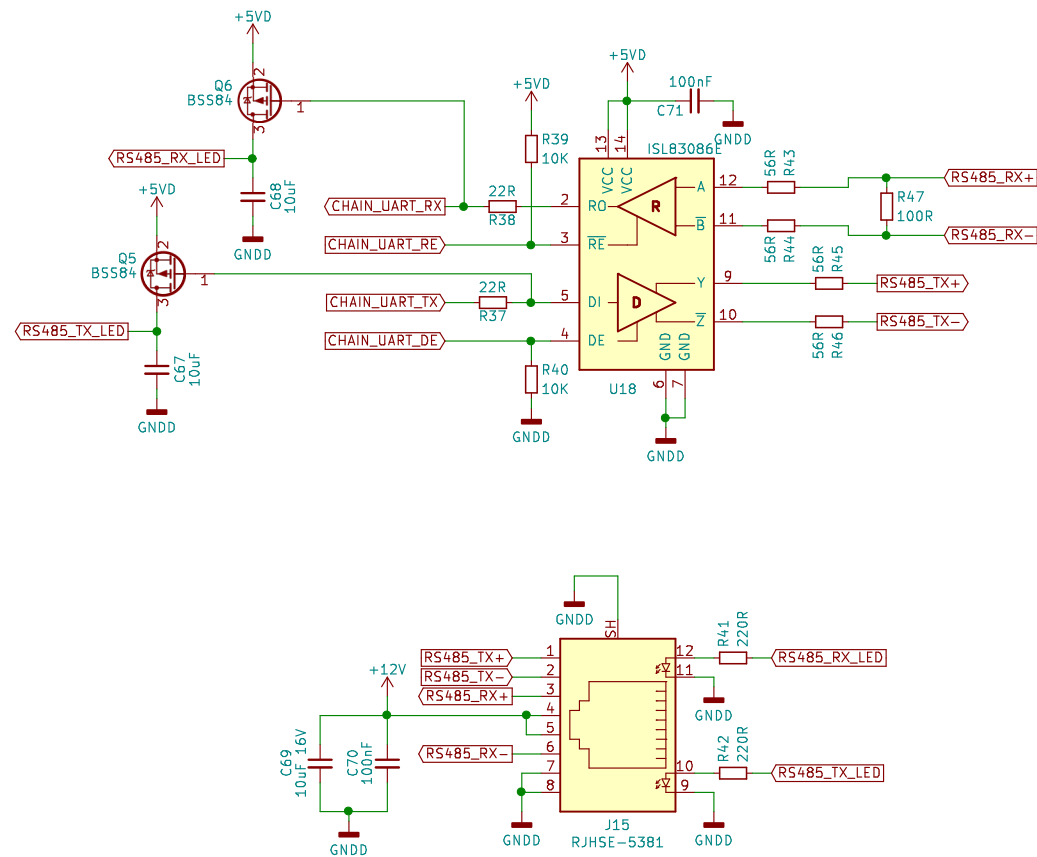 +5VD
Q6
BSS84
2
1
3
RS485_RX_LED
C68
10uF
GNDD
+5VD
Q5
BSS84
2
1
3
RS485_TX_LED
C67
10uF
GNDD
+5VD
R39
10K
+5VD
100nF
C71
GNDD
ISL83086E
13
14
VCC
VCC
CHAIN_UART_RX
22R
R38
2
RO
R
A
12
56R
R43
RS485_RX+
R47
100R
CHAIN_UART_RE
3
RE
B
11
56R
R44
RS485_RX-
CHAIN_UART_TX
22R
R37
5
DI
D
Y
9
56R
R45
RS485_TX+
CHAIN_UART_DE
4
DE
Z
10
56R
R46
RS485_TX-
R40
10K
GNDD
GND
GND
U18
6
7
GNDD
GNDD
SH
RS485_TX+
1
RS485_TX-
2
RS485_RX+
3
4
5
RS485_RX-
6
7
8
+12V
C69
10uF 16V
C70
100nF
GNDD
GNDD
12
11
R41
220R
RS485_RX_LED
GNDD
10
9
R42
220R
RS485_TX_LED
GNDD
J15
RJHSE-5381